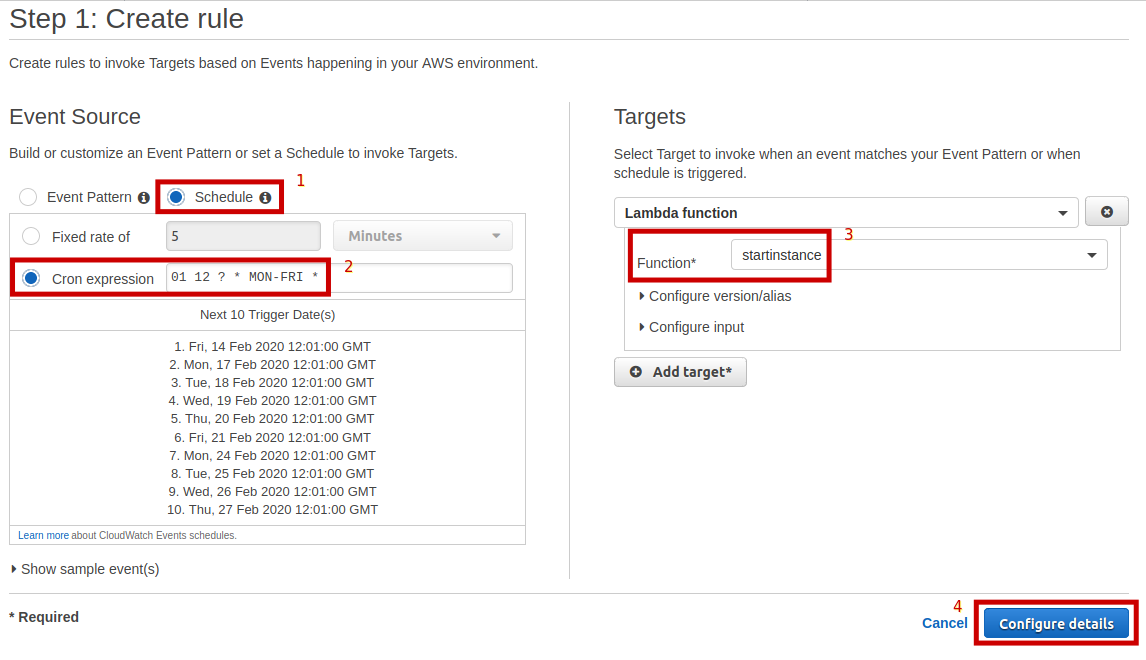 Step 1: Create rule
Create rules to invoke Targets based on Events happening in your AWS environment.
Event Source
Build or customize an Event Pattern or set a Schedule to invoke Targets.
Event Pattern
Schedule
1
Fixed rate of
5
Minutes
Cron expression
01 12 ? * MON-FRI *
2
Next 10 Trigger Date(s)
1. Fri, 14 Feb 2020 12:01:00 GMT
2. Mon, 17 Feb 2020 12:01:00 GMT
3. Tue, 18 Feb 2020 12:01:00 GMT
4. Wed, 19 Feb 2020 12:01:00 GMT
5. Thu, 20 Feb 2020 12:01:00 GMT
6. Fri, 21 Feb 2020 12:01:00 GMT
7. Mon, 24 Feb 2020 12:01:00 GMT
8. Tue, 25 Feb 2020 12:01:00 GMT
9. Wed, 26 Feb 2020 12:01:00 GMT
10. Thu, 27 Feb 2020 12:01:00 GMT
Learn more about CloudWatch Events schedules.
Show sample event(s)
Targets
Select Target to invoke when an event matches your Event Pattern or when
schedule is triggered.
Lambda function
3
Function*
startinstance
Configure version/alias
Configure input
Add target*
* Required
4
Cancel
Configure details